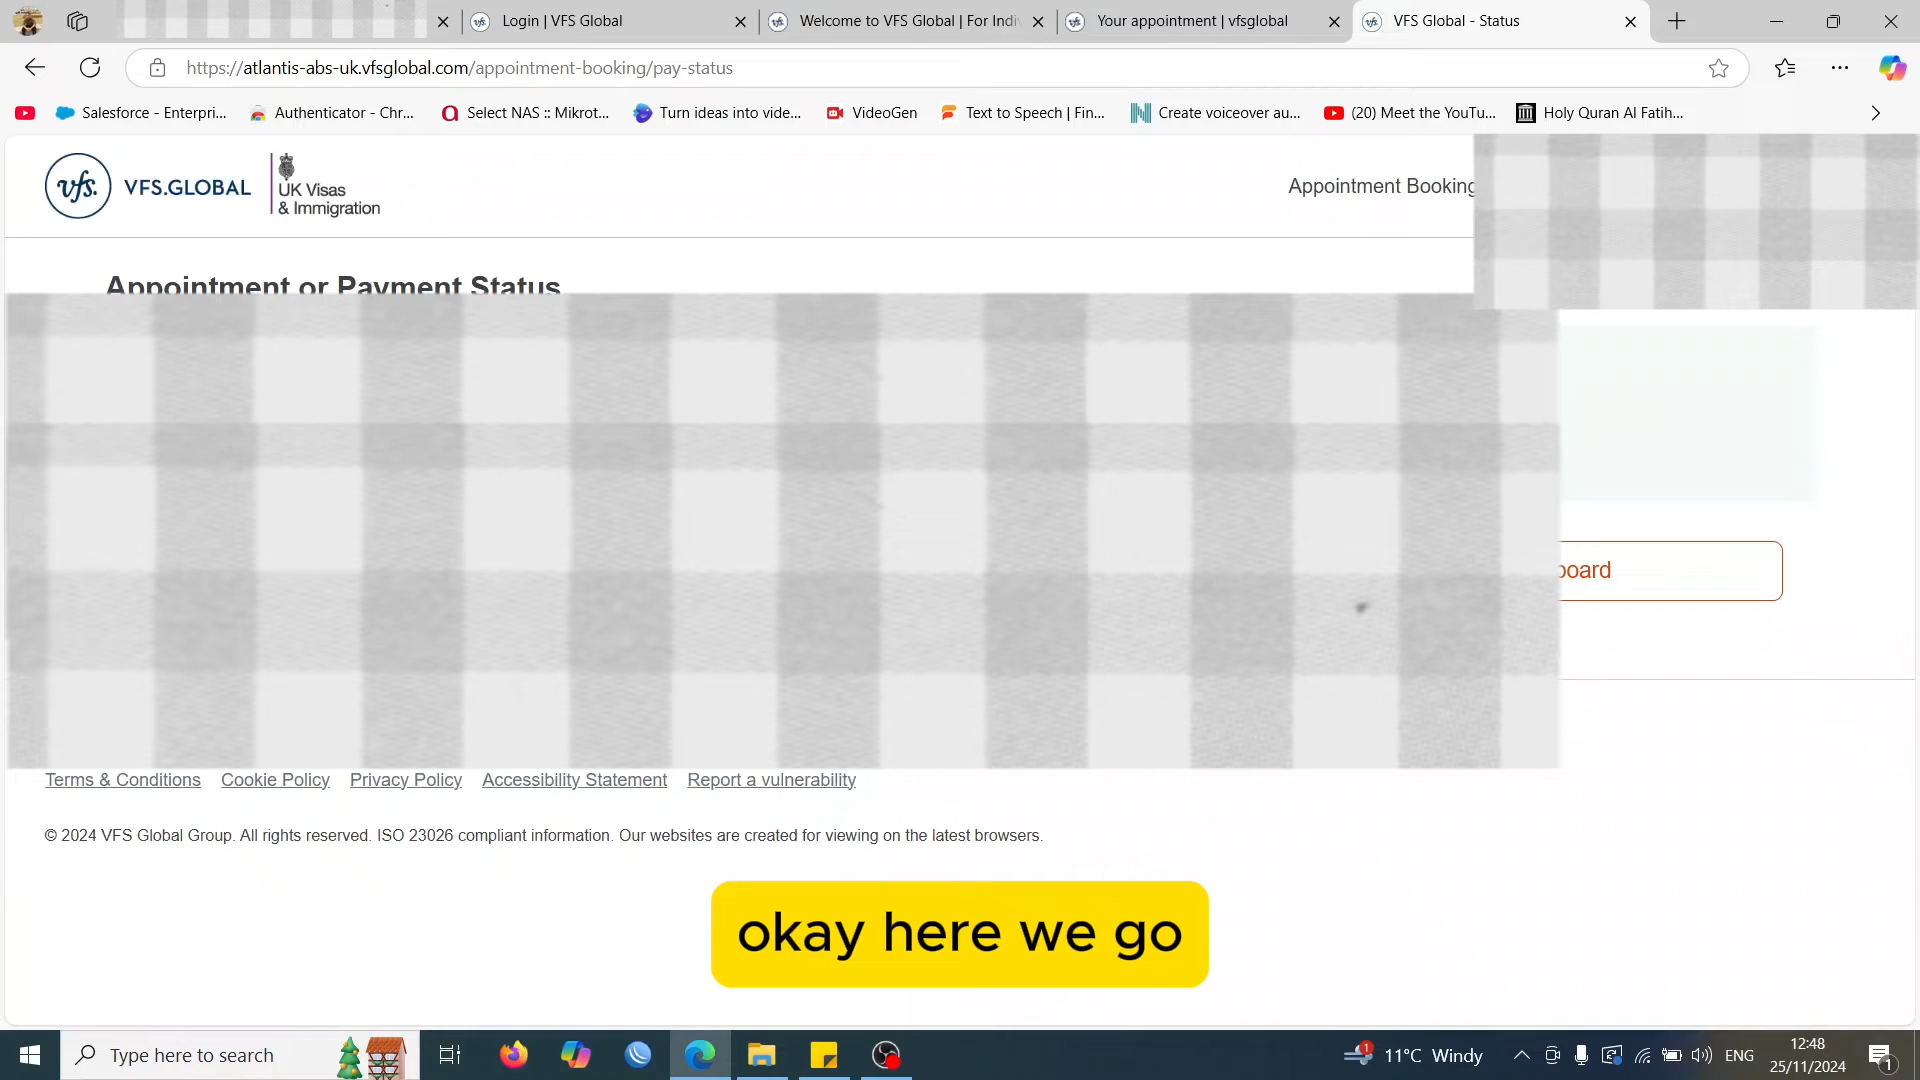 Login | VFS Global
Welcome to VFS Global | For Indi
Your appointment | vfsglobal
VFS Global - Status
https://atlantis-abs-uk.vfsglobal.com/appointment-booking/pay-status
Salesforce - Enterpri...
Authenticator - Chr...
Select NAS :: Mikrot...
Turn ideas into vide...
VideoGen
Text to Speech | Fin...
Create voiceover au...
(20) Meet the YouTu...
Holy Quran Al Fatih...
vfs. VFS.GLOBAL
UK Visas
& Immigration
Appointment Booking
Appointment or Payment Status
board
Terms & Conditions Cookie Policy Privacy Policy Accessibility Statement Report a vulnerability
© 2024 VFS Global Group. All rights reserved. ISO 23026 compliant information. Our websites are created for viewing on the latest browsers.
okay here we go
Type here to search
1
11°C Windy
ENG
12:48
25/11/2024
1